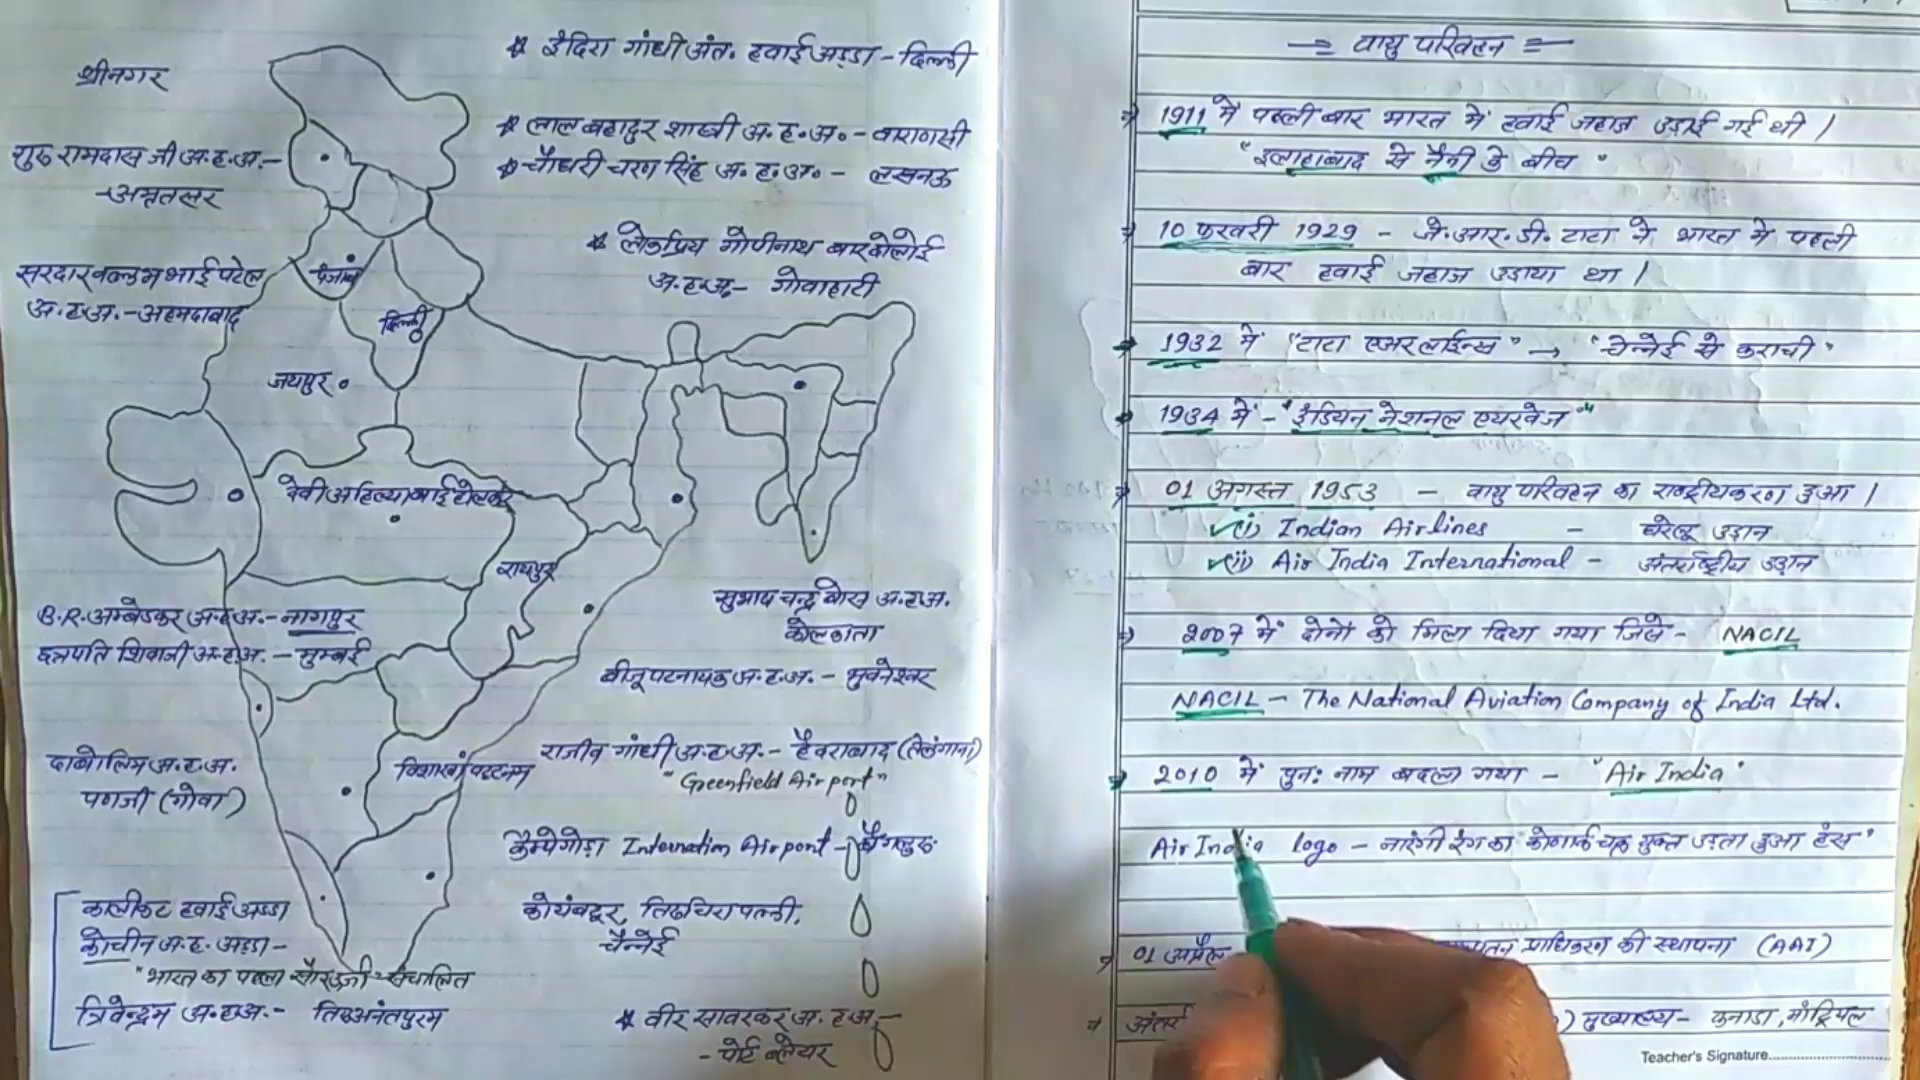 श्रीनगर
गुरु रामदास जी अ.ह.अ.-
-अमृतसर
सरदार वल्लभ भाई पटेल
अ.ह.अ.-अहमदाबाद
पंजाब
दिल्ली
जयपुर
देवी अहिल्याबाई होलकर
रायपुर
B.R. अम्बेडकर अ.ह.अ.-नागपुर
छत्रपति शिवाजी अ.ह.अ. - मुम्बई
दाबोलिम अ.ह.अ.
पणजी (गोवा)
विशाखापट्टनम
कालीकट हवाई अड्डा
कोचीन अ.ह. अड्डा-
"भारत का पहला सौर ऊर्जा संचालित
त्रिवेन्द्रम अ.ह.अ.- तिरुअनंतपुरम
* इंदिरा गांधी अंत. हवाई अड्डा - दिल्ली
* लाल बहादुर शास्त्री अ.ह.अ. - वाराणसी
* चौधरी चरण सिंह अ.ह.अ. - लखनऊ
* लोकप्रिय गोपीनाथ बारदोलोई
अ.ह.अ.- गोवाहाटी
सुभाष चन्द्र बोस अ.ह.अ.
कोलकाता
बीजू पटनायक अ.ह.अ. - भुवनेश्वर
राजीव गांधी अ.ह.अ.- हैदराबाद (तेलंगाना)
"Greenfield Airport"
कैम्पेगोड़ा Internation Airport - बैंगलुरु
कोयंबटूर, तिरुचिरापल्ली,
चैन्नेई
* वीर सावरकर अ.ह.अ.-
- पोर्ट ब्लेयर
वायु परिवहन
1911 में पहली बार भारत में हवाई जहाज उड़ाई गई थी।
"इलाहाबाद से नैनी के बीच"
10 फरवरी 1929 - जे.आर.डी. टाटा ने भारत में पहली
बार हवाई जहाज उड़ाया था।
1932 में "टाटा एअरलाईन्स" → "चेन्नेई से कराची"
1934 में - "इंडियन नेशनल एयरवेज"
01 अगस्त 1953 - वायु परिवहन का राष्ट्रीयकरण हुआ।
(i) Indian Airlines - घरेलू उड़ान
(ii) Air India International - अंतर्राष्ट्रीय उड़ान
2007 में दोनों को मिला दिया गया जिसे- NACIL
NACIL - The National Aviation Company of India Ltd.
2010 में पुन: नाम बदला गया - "Air India"
Air India logo - नारंगी रंग का कोणार्क चक्र युक्त उड़ता हुआ हंस"
01 अप्रैल प्राधिकरण की स्थापना (AAI)
अंतर्रा ) मुख्यालय - कनाडा, मॉट्रियल
Teacher's Signature